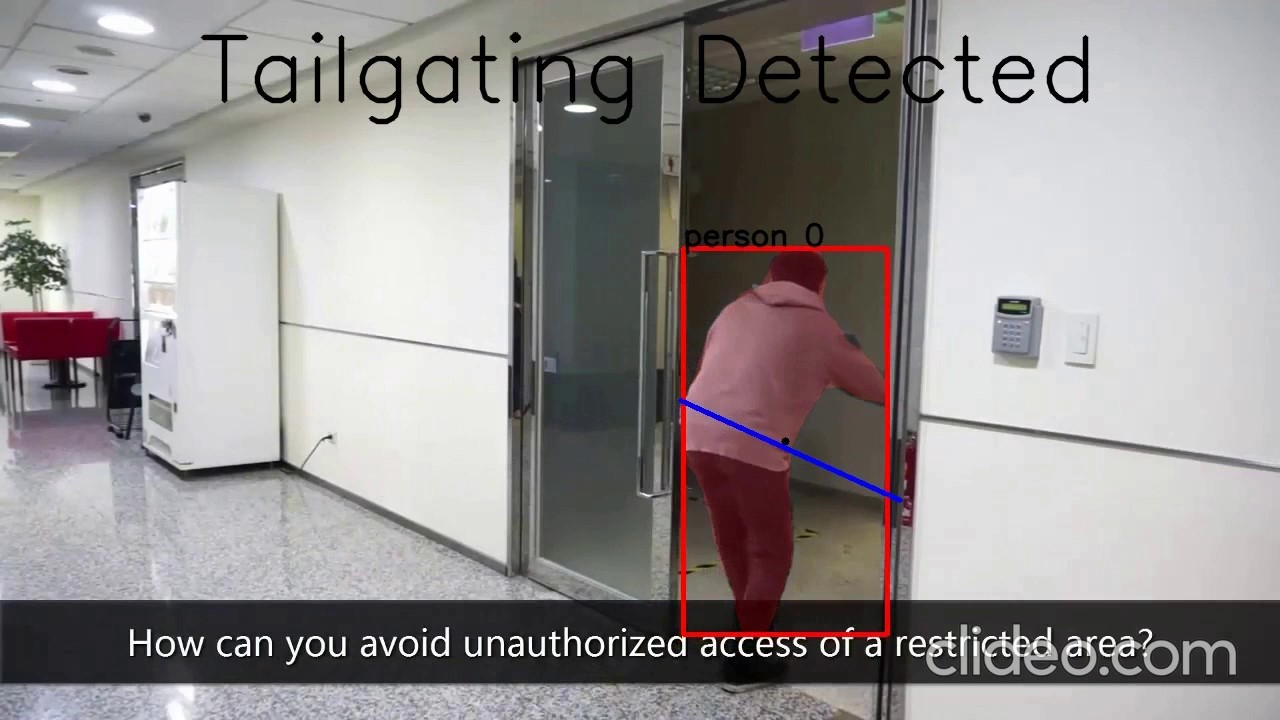 Tailgating Detected
person 0
How can you avoid unauthorized access of a restricted area?
clideo.com